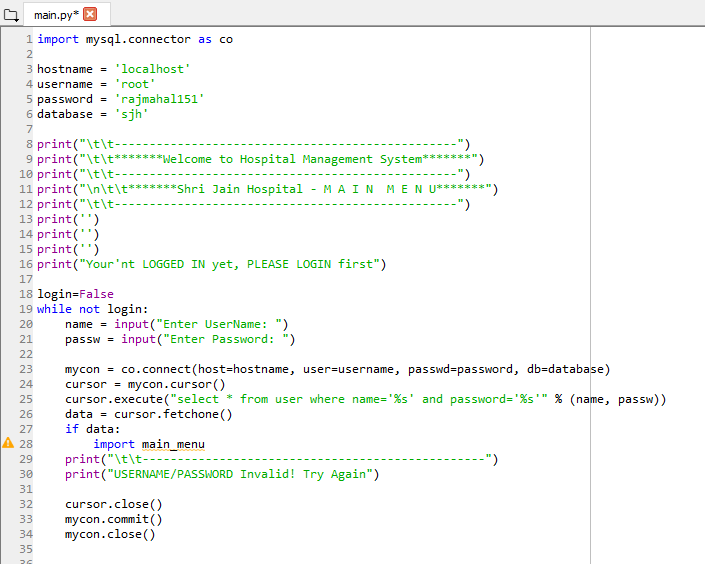 main.py*
1 import mysql.connector as co
2
3 hostname = 'localhost'
4 username = 'root'
5 password = 'rajmahal151'
6 database = 'sjh'
7
8 print("\t\t-------------------------------------------------")
9 print("\t\t*******Welcome to Hospital Management System*******")
10 print("\t\t-------------------------------------------------")
11 print("\n\t\t*******Shri Jain Hospital - M A I N  M E N U*******")
12 print("\t\t-------------------------------------------------")
13 print('')
14 print('')
15 print('')
16 print("Your'nt LOGGED IN yet, PLEASE LOGIN first")
17
18 login=False
19 while not login:
20     name = input("Enter UserName: ")
21     passw = input("Enter Password: ")
22
23     mycon = co.connect(host=hostname, user=username, passwd=password, db=database)
24     cursor = mycon.cursor()
25     cursor.execute("select * from user where name='%s' and password='%s'" % (name, passw))
26     data = cursor.fetchone()
27     if data:
28         import main_menu
29     print("\t\t-------------------------------------------------")
30     print("USERNAME/PASSWORD Invalid! Try Again")
31
32     cursor.close()
33     mycon.commit()
34     mycon.close()
35
36